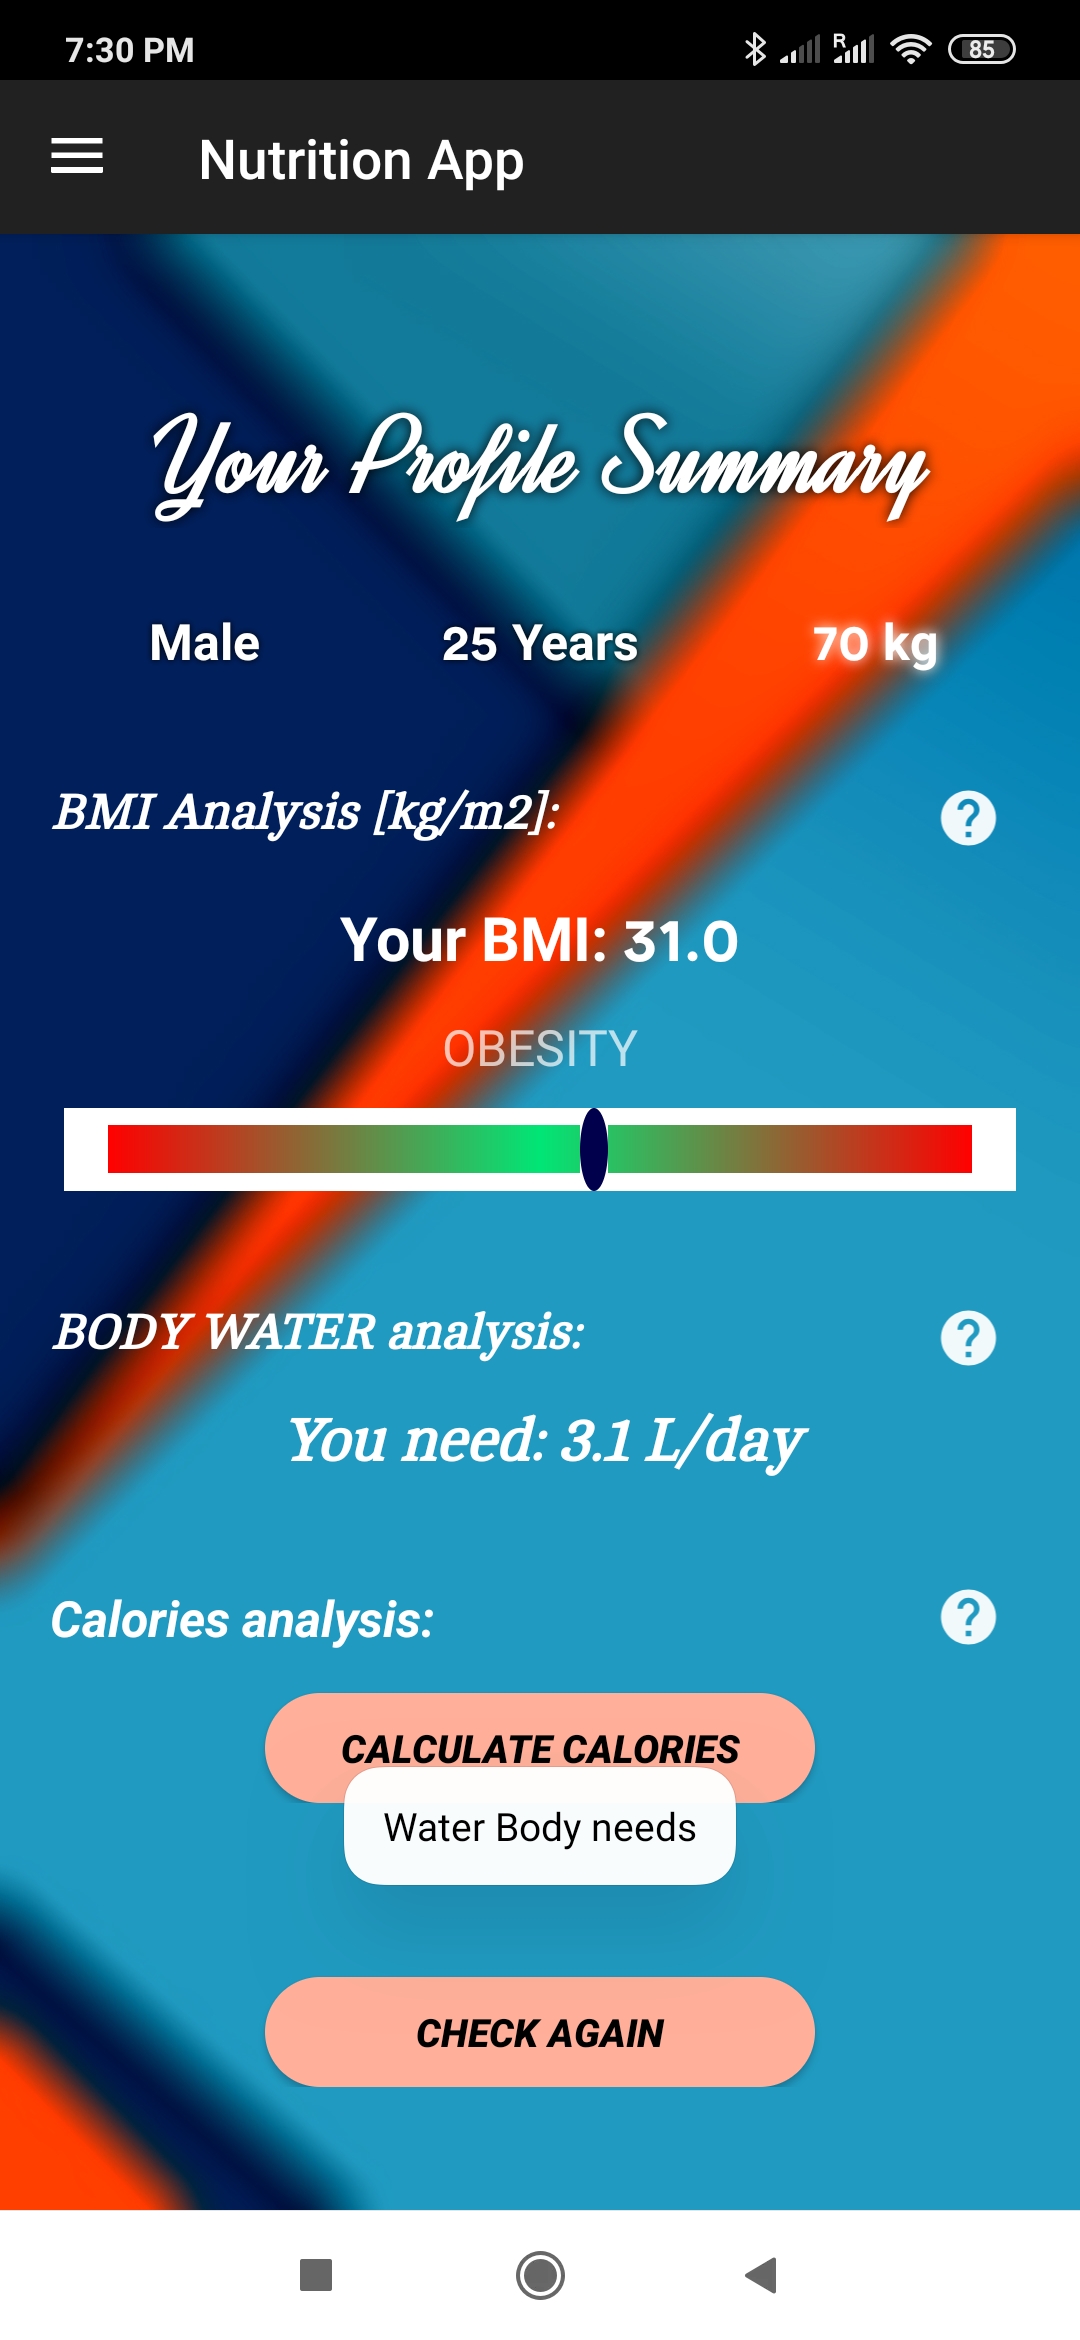 7:30 PM
R
85
Nutrition App
Your Profile Summary
Male 25 Years 70 kg
BMI Analysis [kg/m2]:
?
Your BMI: 31.0
OBESITY
BODY WATER analysis:
?
You need: 3.1 L/day
Calories analysis:
?
CALCULATE CALORIES
Water Body needs
CHECK AGAIN